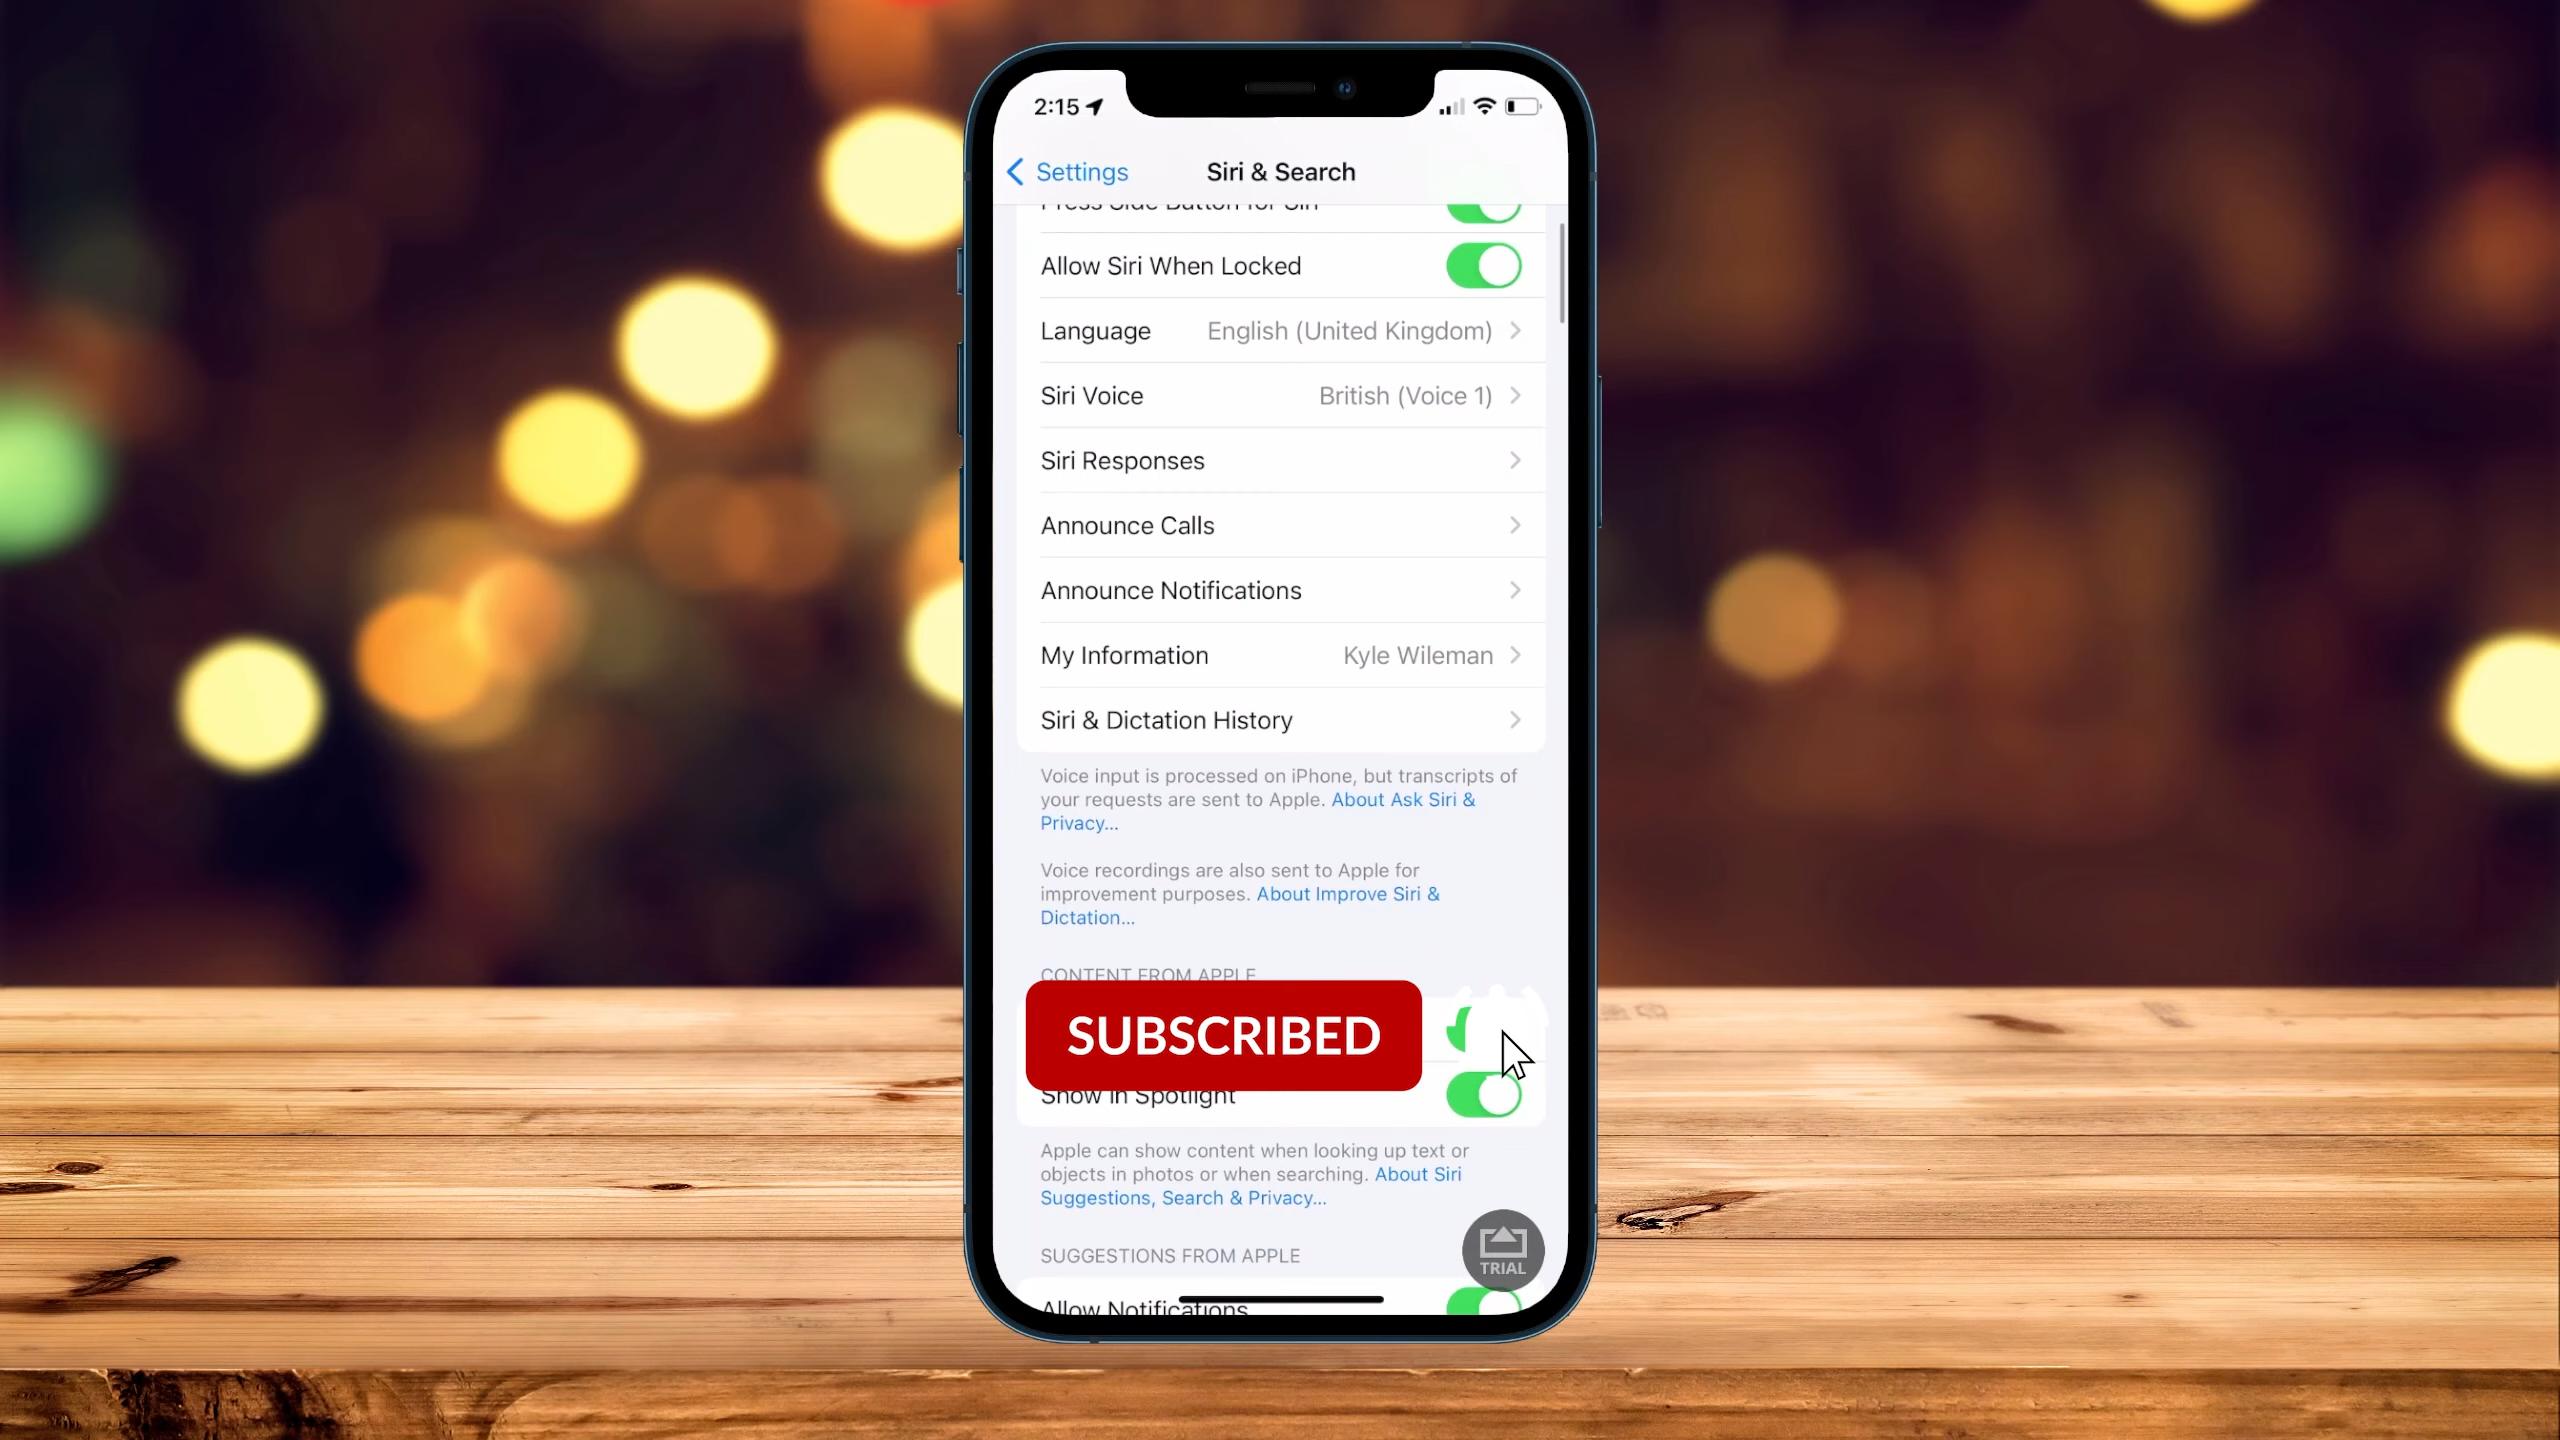 2:15
Settings
Siri & Search
Press Side Button for Siri
Allow Siri When Locked
Language English (United Kingdom)
Siri Voice British (Voice 1)
Siri Responses
Announce Calls
Announce Notifications
My Information Kyle Wileman
Siri & Dictation History
Voice input is processed on iPhone, but transcripts of
your requests are sent to Apple. About Ask Siri &
Privacy...
Voice recordings are also sent to Apple for
improvement purposes. About Improve Siri &
Dictation...
CONTENT FROM APPLE
SUBSCRIBED
Show in Spotlight
Apple can show content when looking up text or
objects in photos or when searching. About Siri
Suggestions, Search & Privacy...
SUGGESTIONS FROM APPLE
TRIAL
Allow Notifications